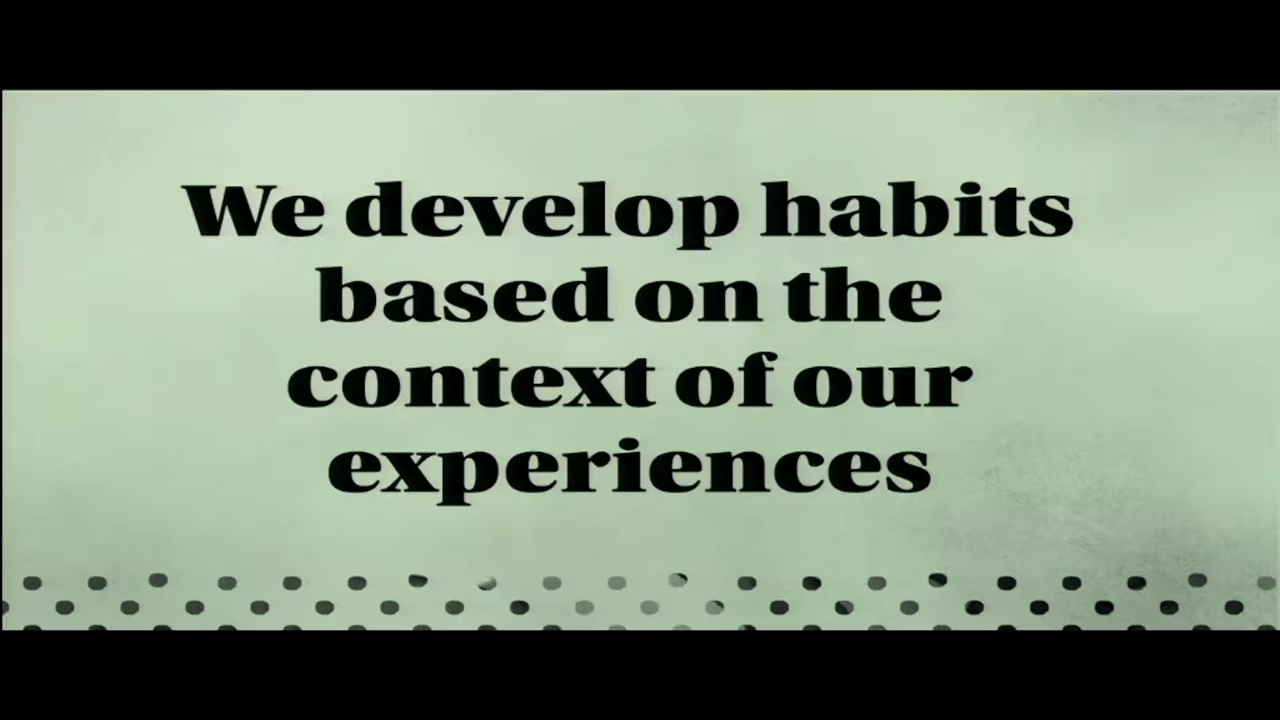 We develop habits
based on the
context of our
experiences